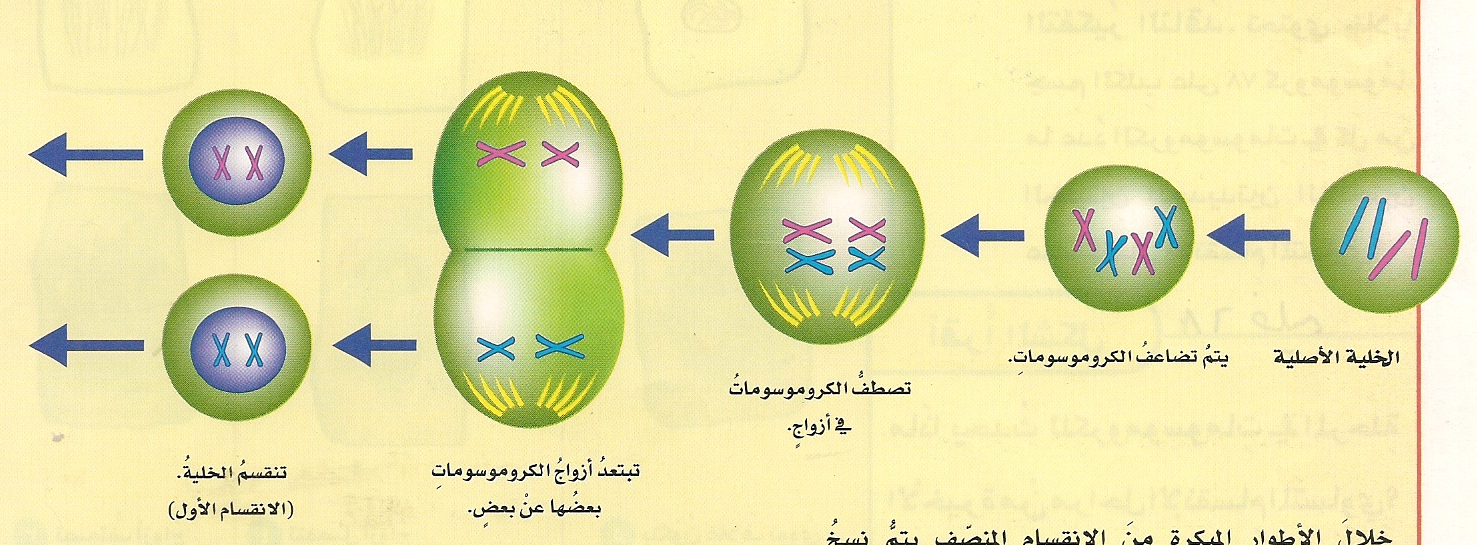 الخلية الأصلية
يتمُّ تضاعفُ الكروموسوماتِ.
تصطفُّ الكروموسوماتُ
في أزواجٍ.
تبتعدُ أزواجُ الكروموسوماتِ
بعضُها عنْ بعضٍ.
تنقسمُ الخليةُ.
(الانقسام الأول)
خلالَ الأطوار المبكرة منَ الانقسام المنصّف يتمُّ نسخُ